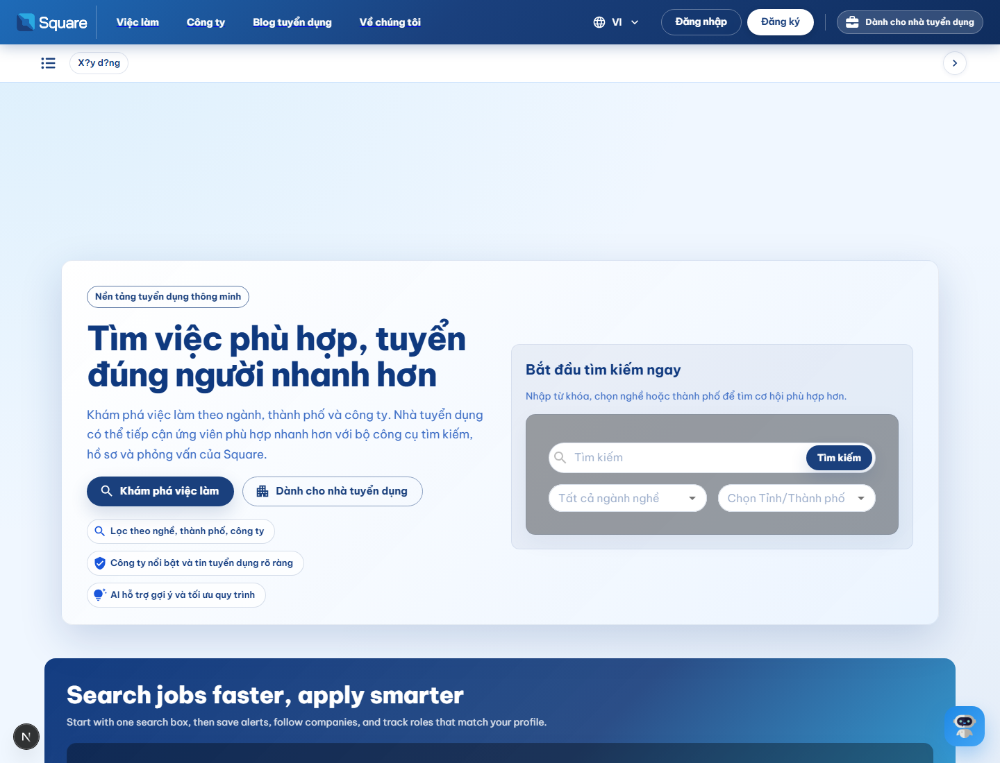 Square
Việc làm
Công ty
Blog tuyển dụng
Về chúng tôi
VI
Đăng nhập
Đăng ký
Dành cho nhà tuyển dụng
X?y d?ng
Nền tảng tuyển dụng thông minh
Tìm việc phù hợp, tuyển
đúng người nhanh hơn
Khám phá việc làm theo ngành, thành phố và công ty. Nhà tuyển dụng
có thể tiếp cận ứng viên phù hợp nhanh hơn với bộ công cụ tìm kiếm,
hồ sơ và phỏng vấn của Square.
Khám phá việc làm
Dành cho nhà tuyển dụng
Lọc theo nghề, thành phố, công ty
Công ty nổi bật và tin tuyển dụng rõ ràng
AI hỗ trợ gợi ý và tối ưu quy trình
Bắt đầu tìm kiếm ngay
Nhập từ khóa, chọn nghề hoặc thành phố để tìm cơ hội phù hợp hơn.
Tìm kiếm
Tìm kiếm
Tất cả ngành nghề
Chọn Tỉnh/Thành phố
Search jobs faster, apply smarter
Start with one search box, then save alerts, follow companies, and track roles that match your profile.
N